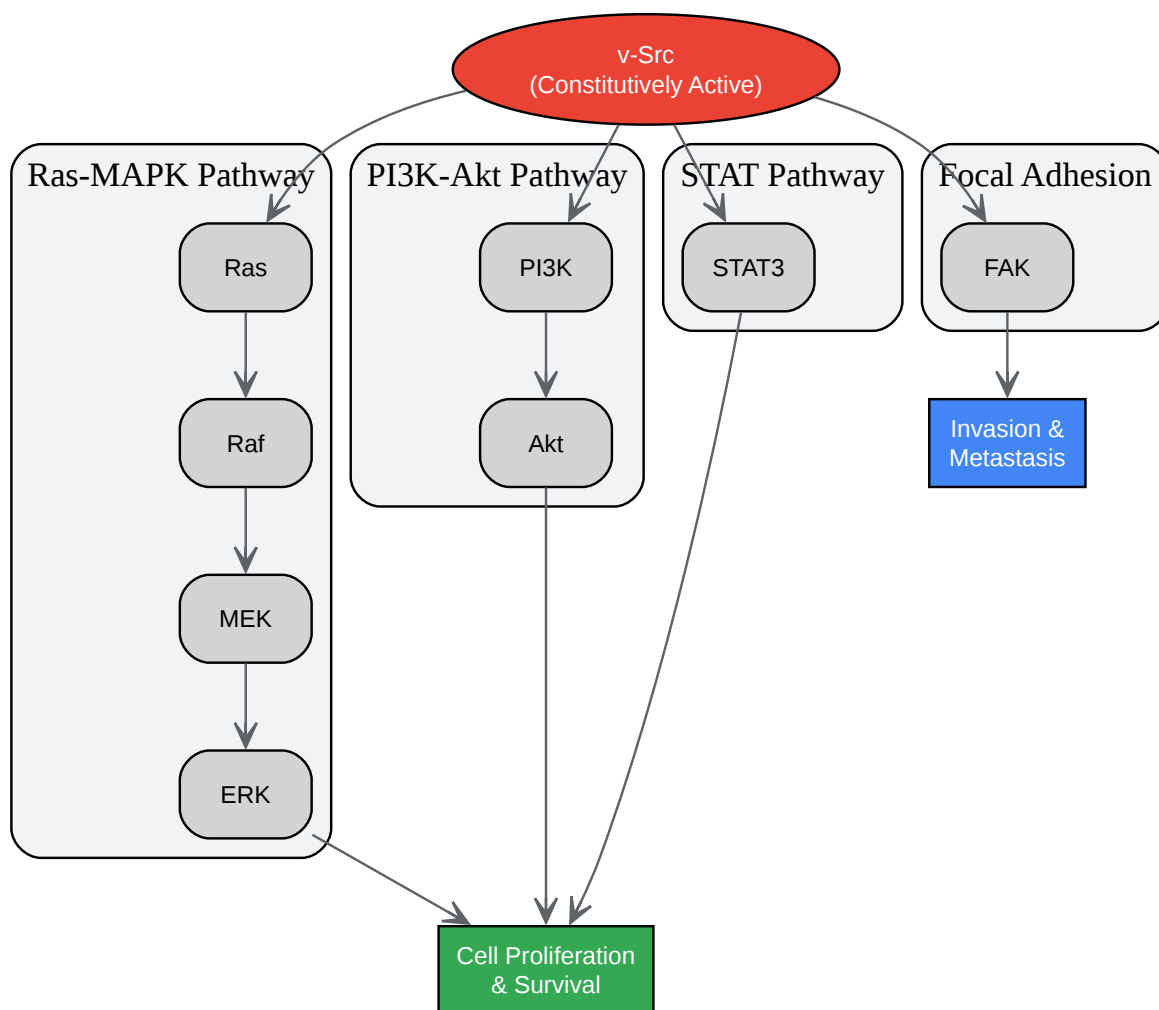 v-Src
(Constitutively Active)
Ras-MAPK Pathway
PI3K-Akt Pathway
STAT Pathway
Focal Adhesion
Ras
PI3K
STAT3
FAK
Raf
Akt
Invasion &
Metastasis
MEK
ERK
Cell Proliferation
& Survival